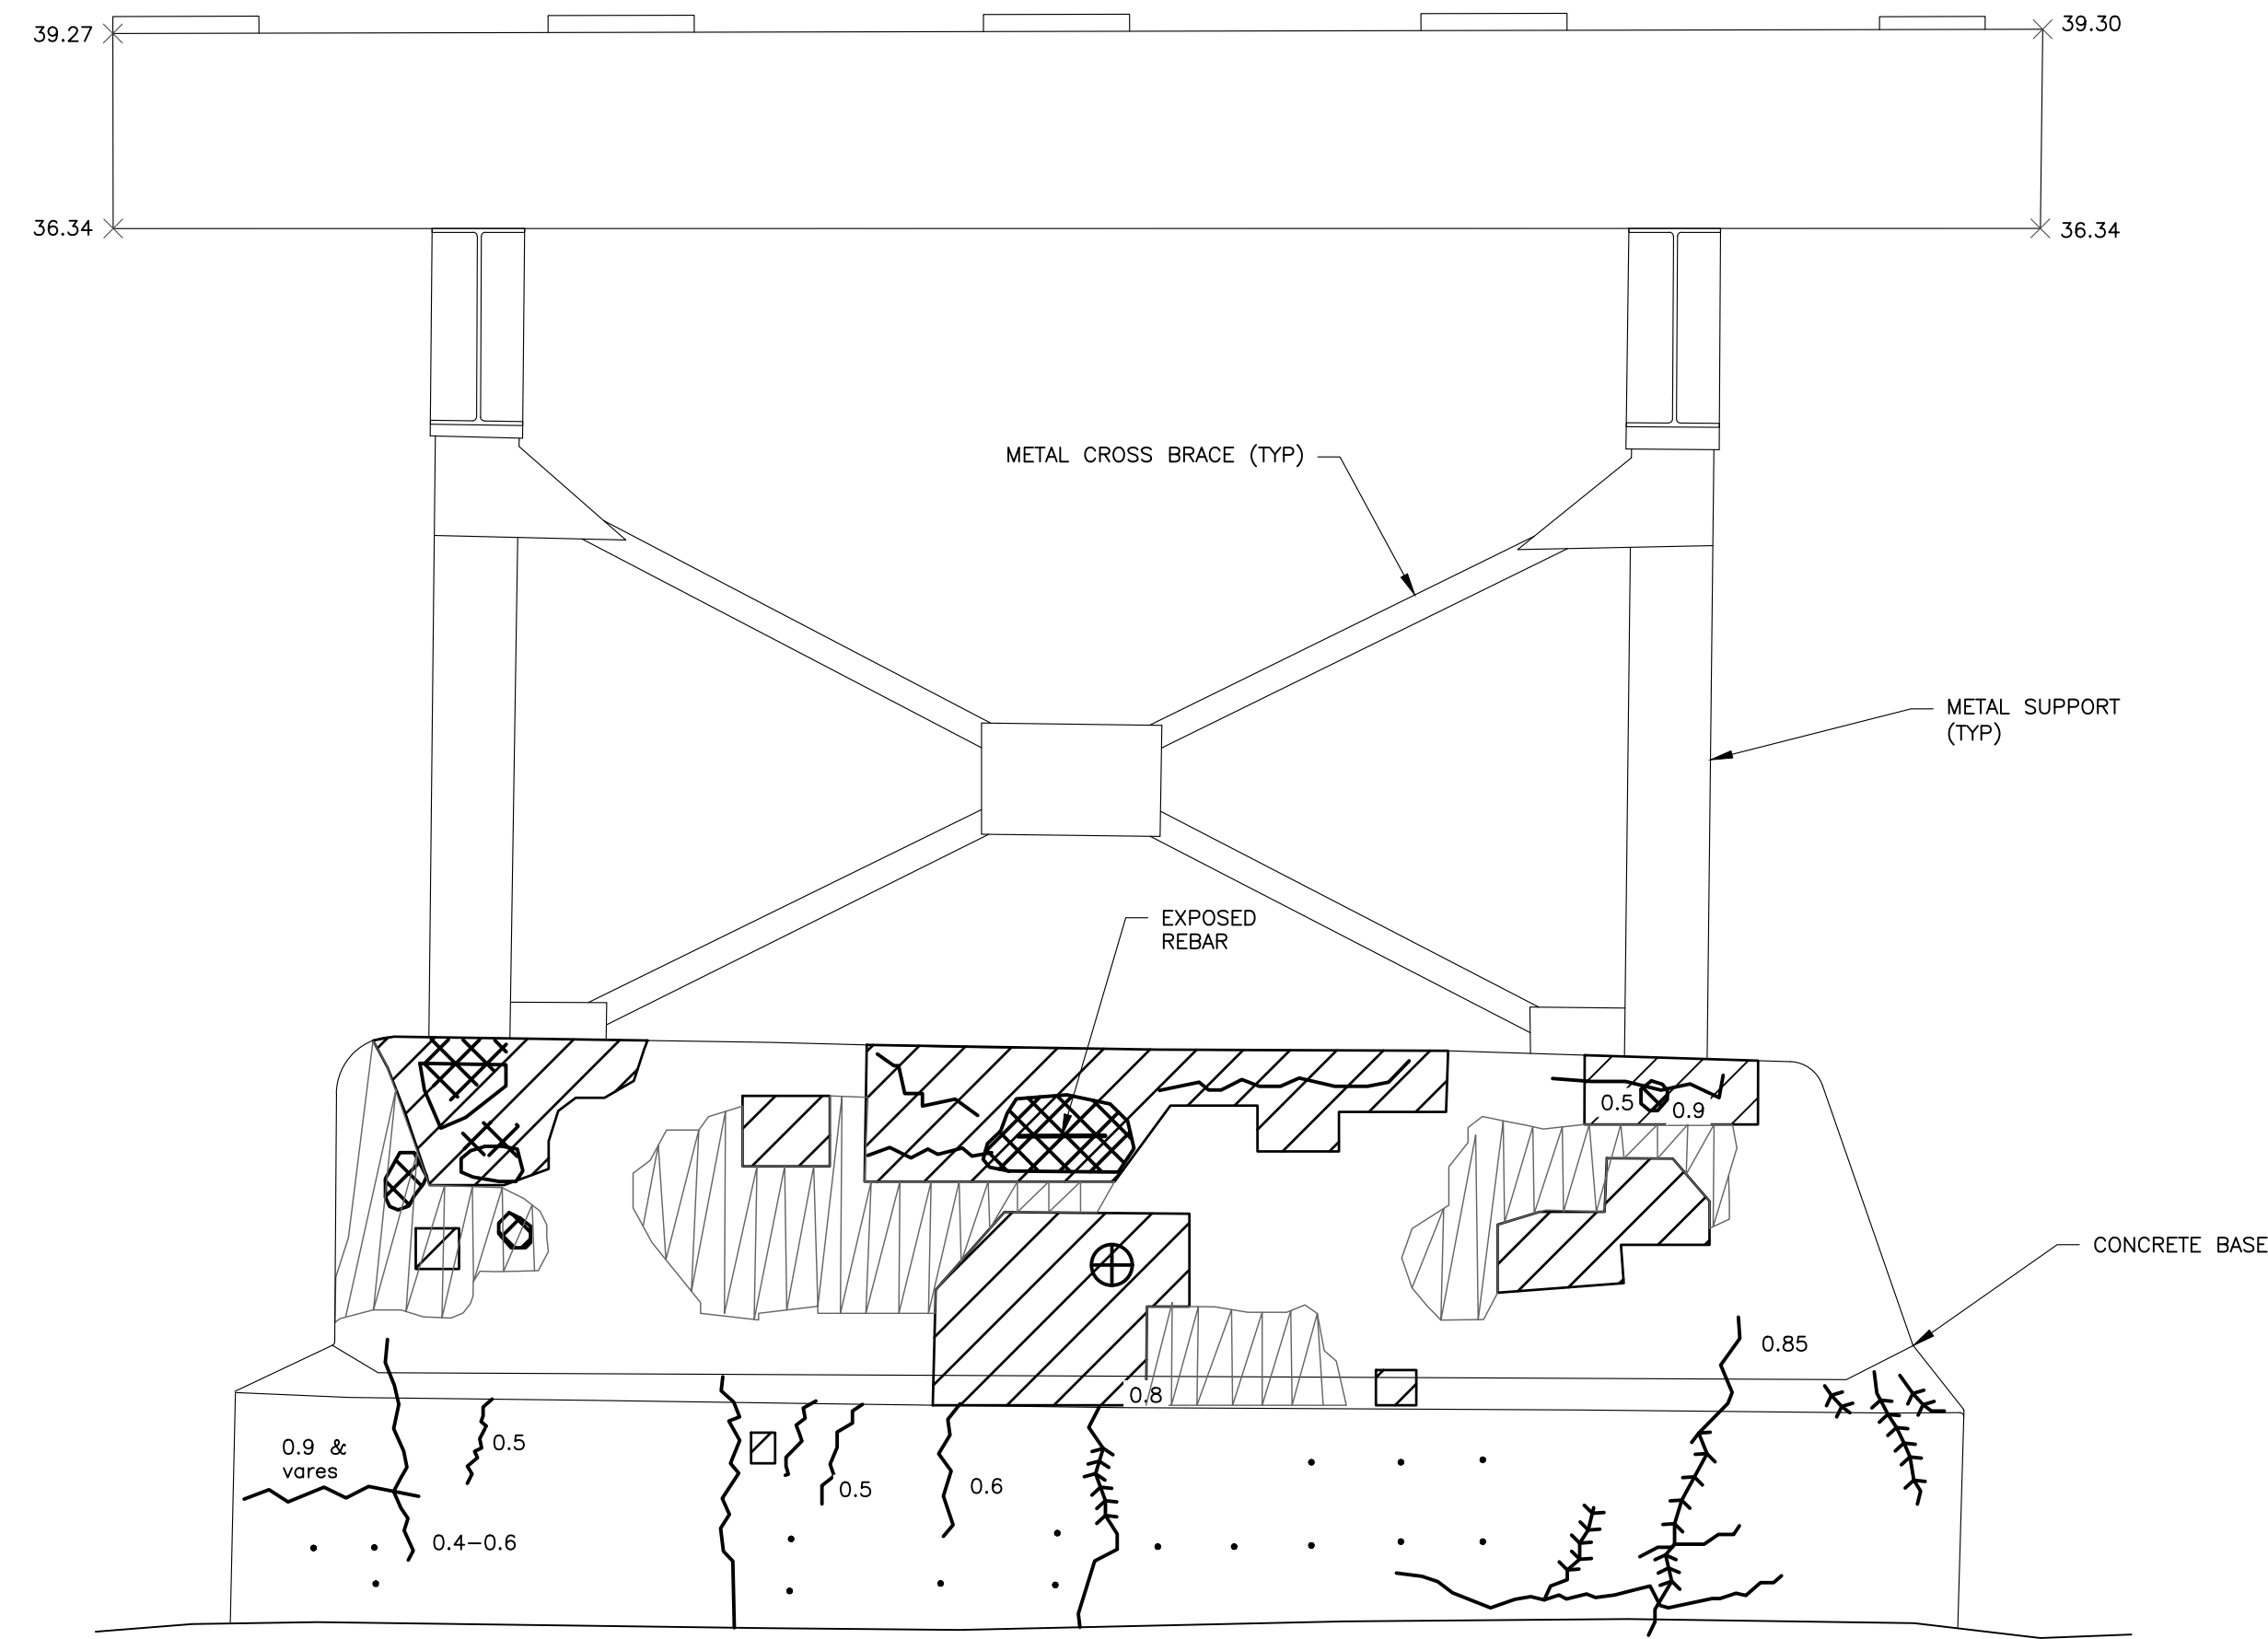 39.27
39.30
36.34
36.34
METAL CROSS BRACE (TYP)
METAL SUPPORT
(TYP)
EXPOSED
REBAR
0.5
0.9
CONCRETE BASE
0.85
0.8
0.9 &
vares
0.5
0.5
0.6
0.4-0.6